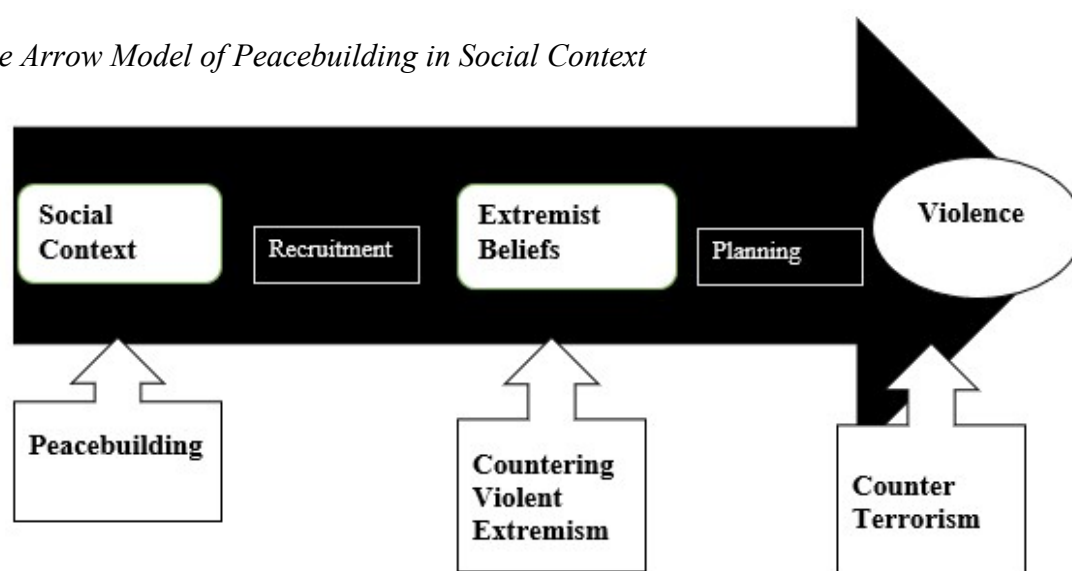 e Arrow Model of Peacebuilding in Social Context
Social
Context
Recruitment
Extremist
Beliefs
Planning
Violence
Peacebuilding
Countering
Violent
Extremism
Counter
Terrorism